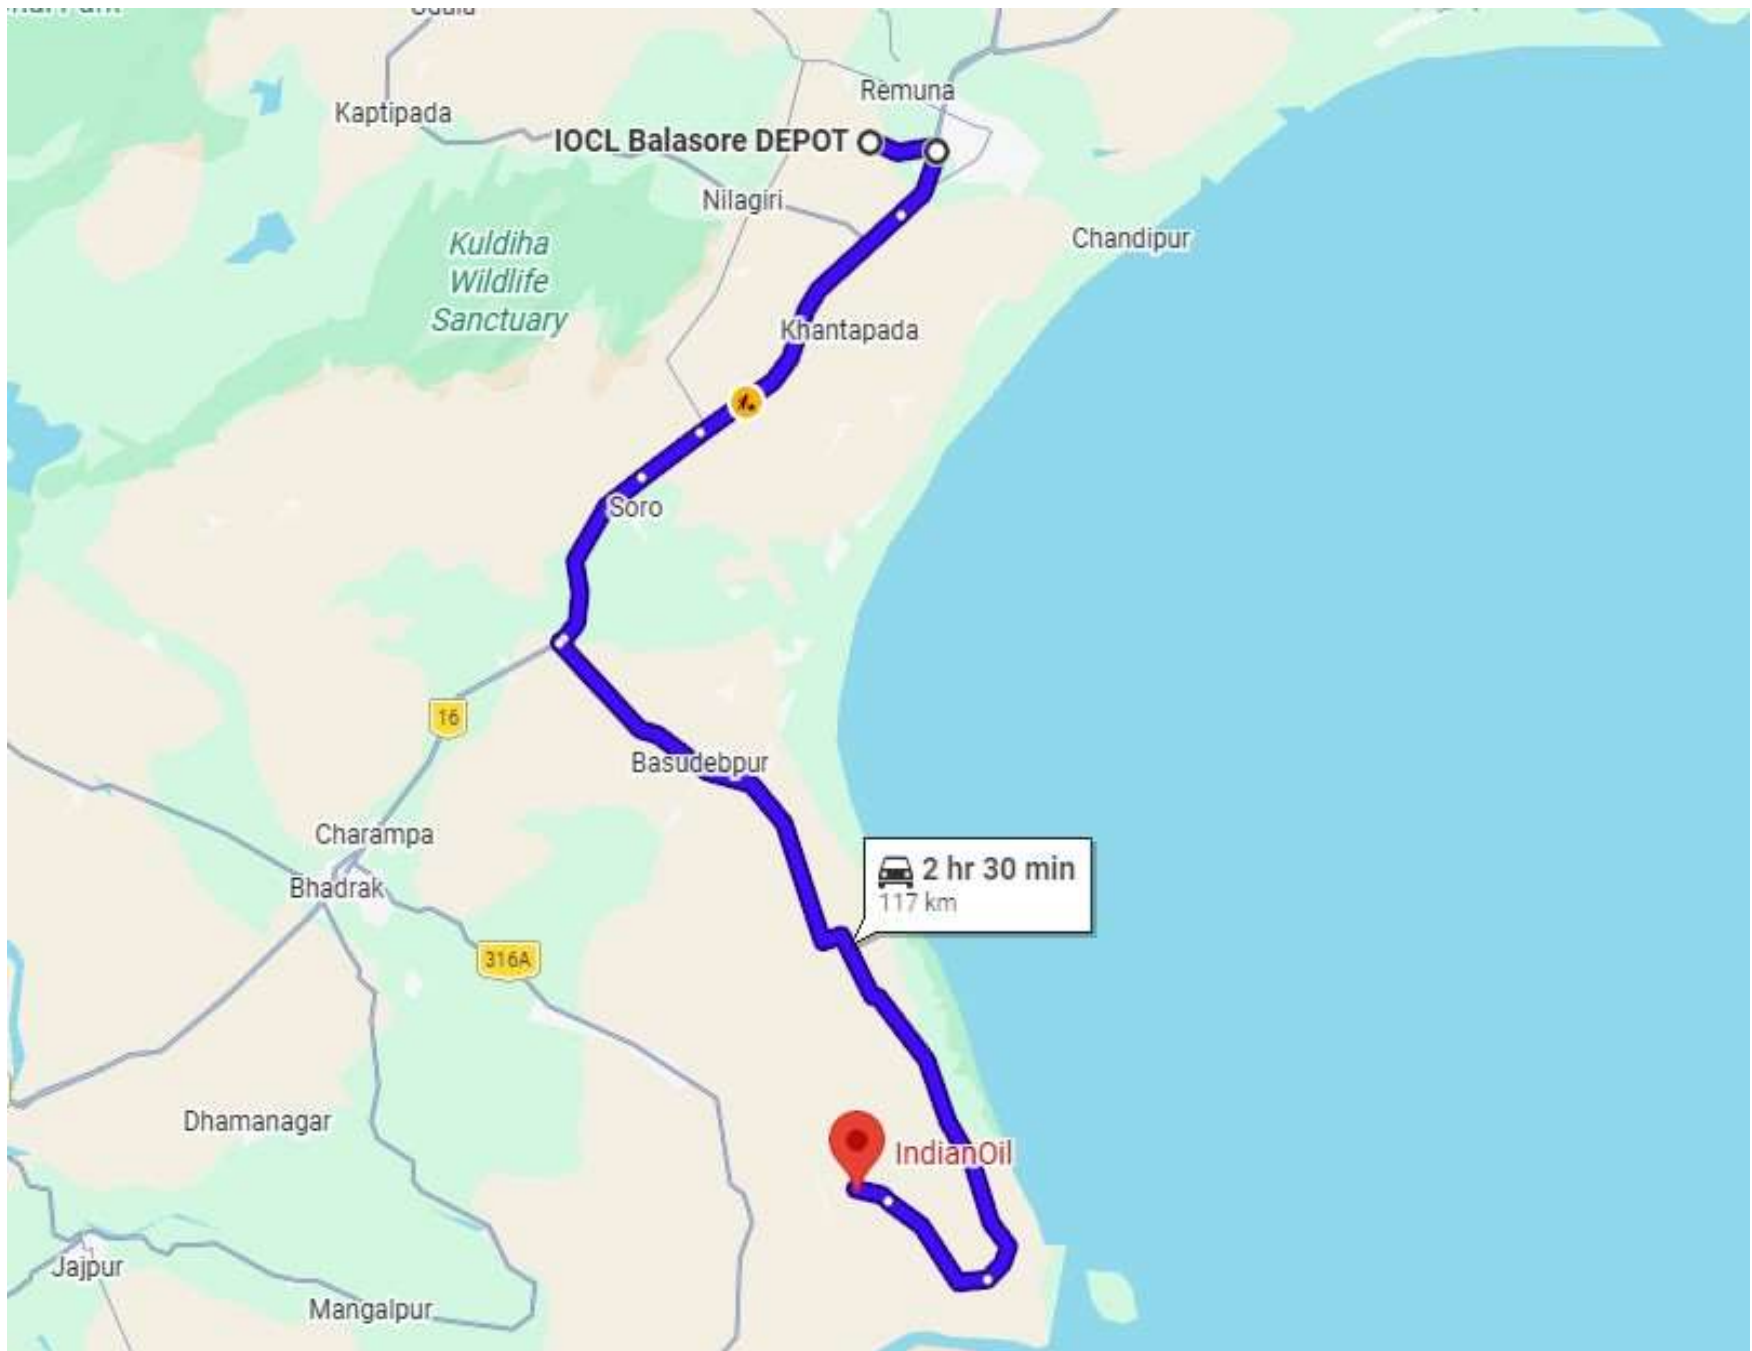 Remuna
Kaptipada
IOCL Balasore DEPOT
Nilagiri
Chandipur
Kuldiha
Wildlife
Sanctuary
Khantapada
Soro
16
Basudebpur
Charampa
2 hr 30 min
117 km
Bhadrak
316A
Dhamanagar
IndianOil
Jajpur
Mangalpur